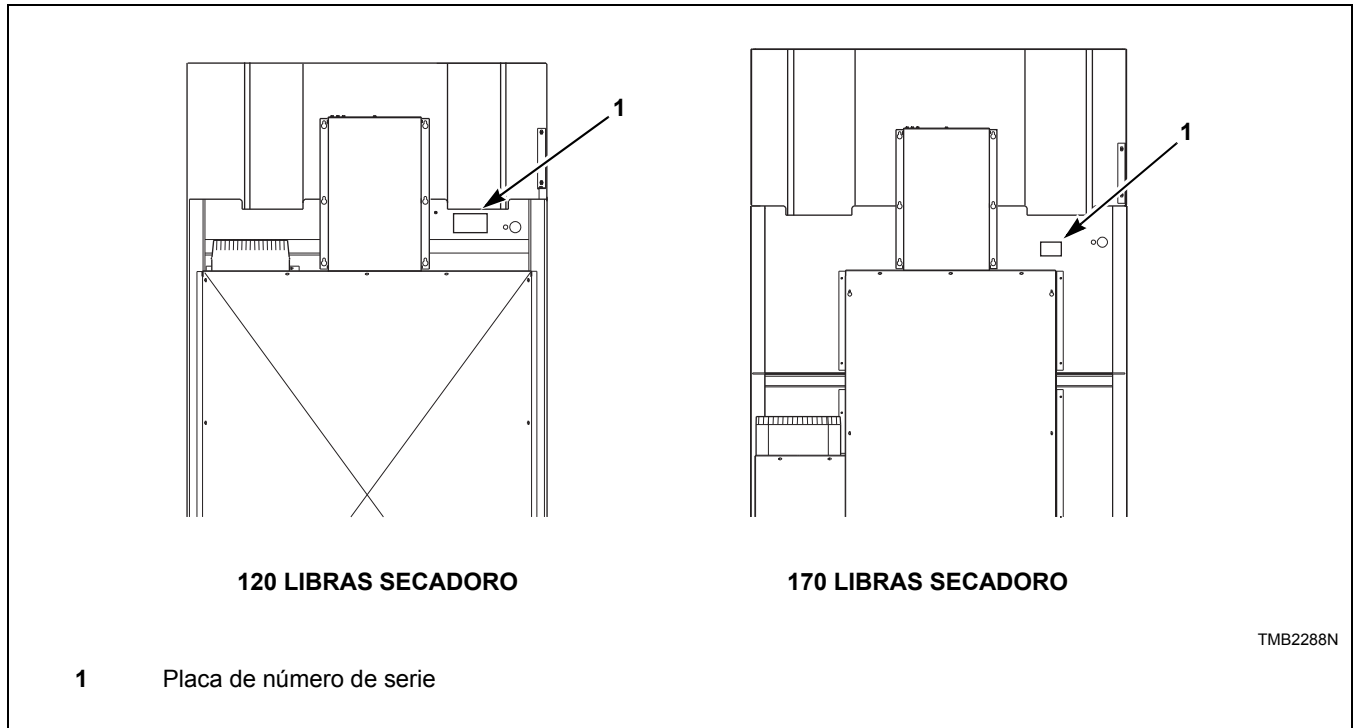 1
1
120 LIBRAS SECADORO
170 LIBRAS SECADORO
TMB2288N
1 Placa de número de serie